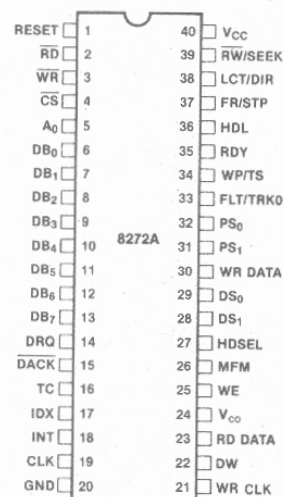 RESET 1 40 VCC
RD 2 39 RW/SEEK
WR 3 38 LCT/DIR
CS 4 37 FR/STP
A0 5 36 HDL
DB0 6 35 RDY
DB1 7 34 WP/TS
DB2 8 33 FLT/TRK0
DB3 9 32 PS0
8272A
DB4 10 31 PS1
DB5 11 30 WR DATA
DB6 12 29 DS0
DB7 13 28 DS1
DRQ 14 27 HDSEL
DACK 15 26 MFM
TC 16 25 WE
IDX 17 24 VCO
INT 18 23 RD DATA
CLK 19 22 DW
GND 20 21 WR CLK